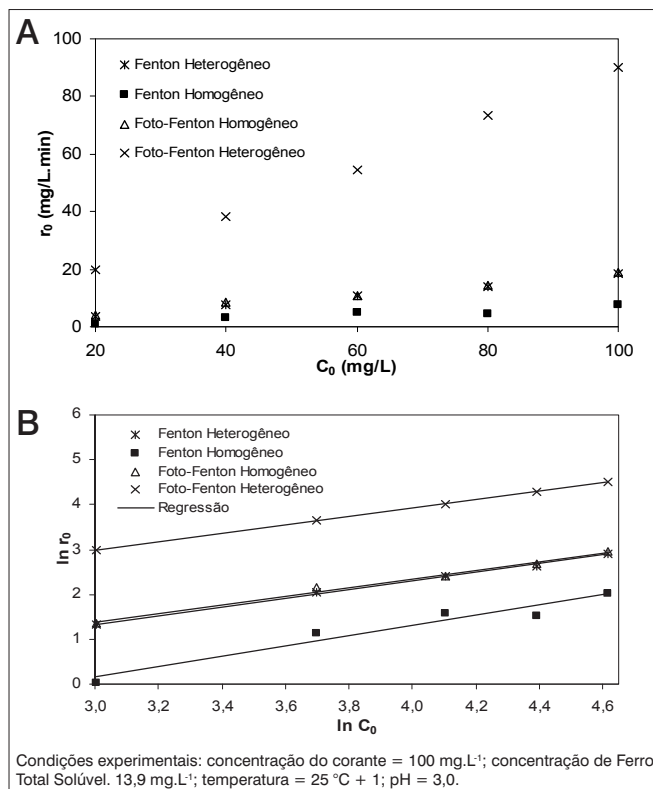 A
100
80
60
40
20
0
r₀ (mg/L.min)
Fenton Heterogêneo
Fenton Homogêneo
Foto-Fenton Homogêneo
Foto-Fenton Heterogêneo
20 40 60 80 100
C₀ (mg/L)
B
6
5
4
3
2
1
0
ln r₀
Fenton Heterogêneo
Fenton Homogêneo
Foto-Fenton Homogêneo
Foto-Fenton Heterogêneo
Regressão
3,0 3,2 3,4 3,6 3,8 4,0 4,2 4,4 4,6
ln C₀
Condições experimentais: concentração do corante = 100 mg.L⁻¹; concentração de Ferro
Total Solúvel. 13,9 mg.L⁻¹; temperatura = 25 °C + 1; pH = 3,0.